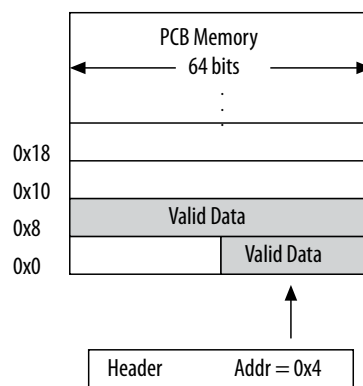 PCB Memory
64 bits
0x18
0x10
Valid Data
0x8
Valid Data
0x0
Header Addr = 0x4